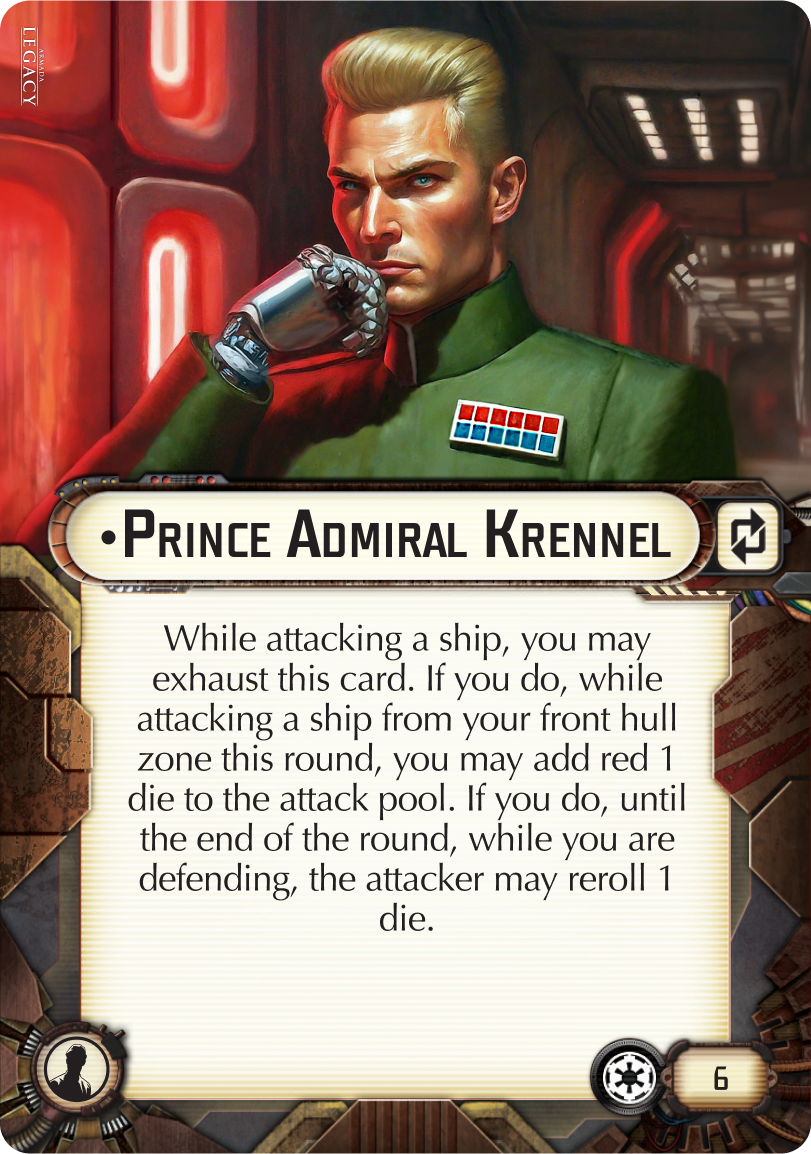 ARMADA
LEGACY
•Prince Admiral Krennel
While attacking a ship, you may
exhaust this card. If you do, while
attacking a ship from your front hull
zone this round, you may add red 1
die to the attack pool. If you do, until
the end of the round, while you are
defending, the attacker may reroll 1
die.
6